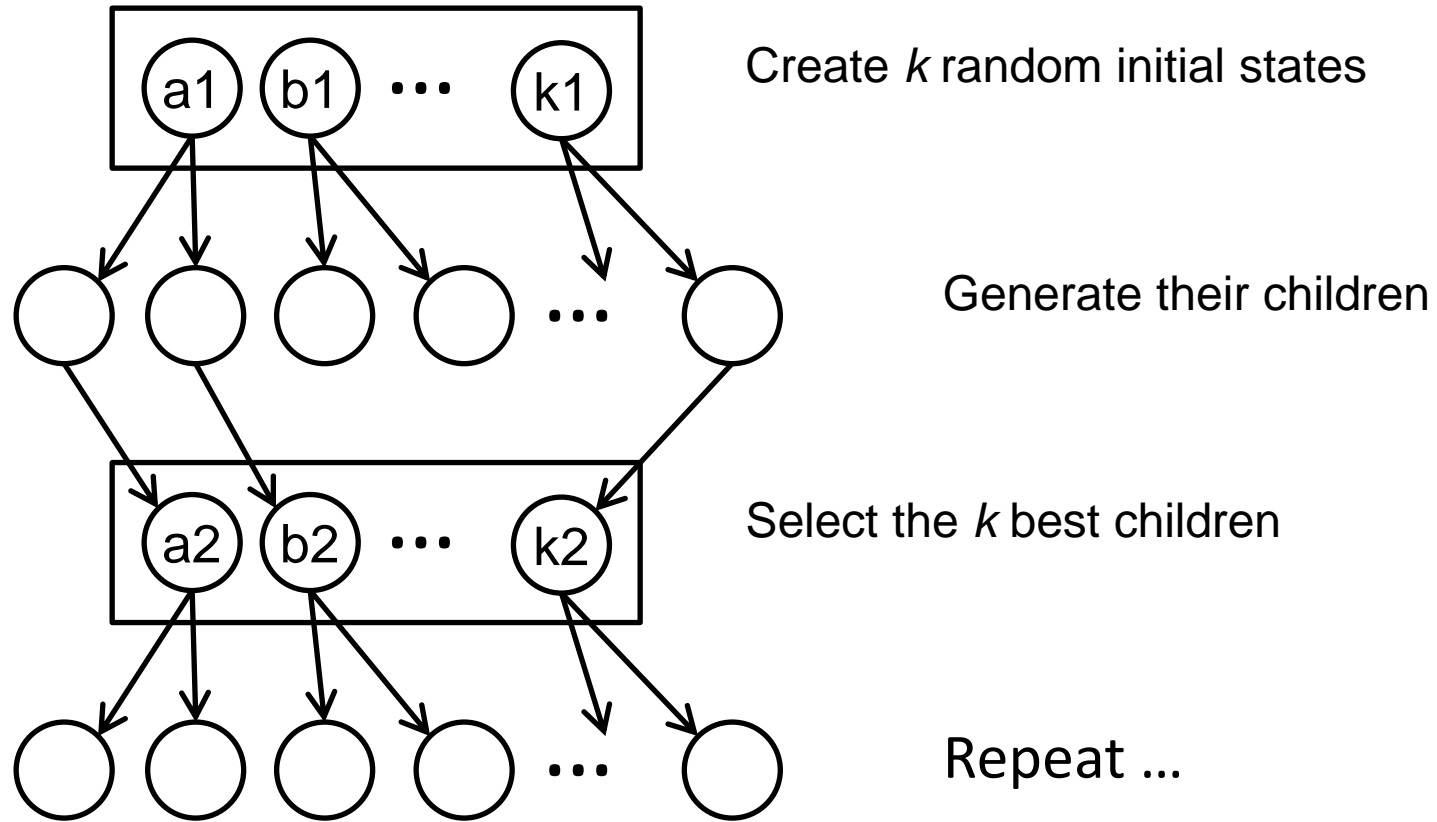 a1 b1 ... k1 Create k random initial states
... Generate their children
a2 b2 ... k2 Select the k best children
... Repeat ...